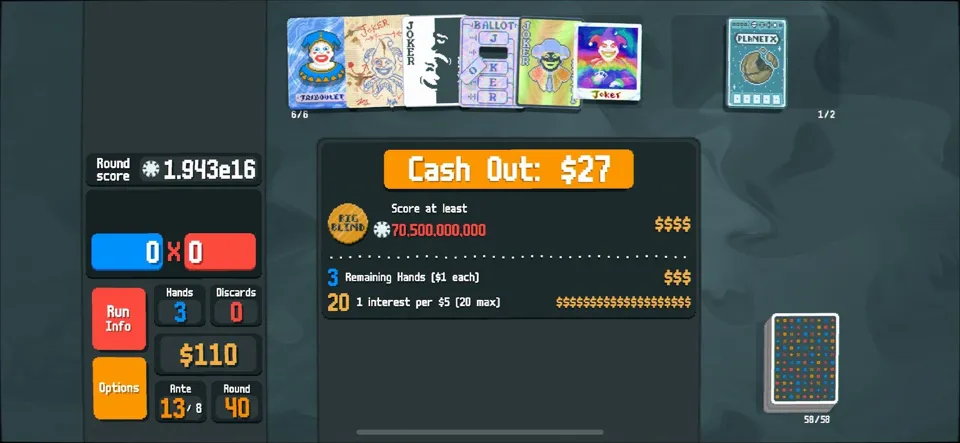 TRIBOULET
JOKER
JOKER
BALLOT
J
O
K
E
R
JOKER
Joker
PLANET X
6/6
1/2
Round score 1.943e16
0 X 0
Hands Discards
3 0
Run Info
$110
Options
Ante Round
13/8 40
Cash Out: $27
BIG BLIND
Score at least
70,500,000,000 $$$$
3 Remaining Hands ($1 each) $$$
20 1 interest per $5 (20 max) $$$$$$$$$$$$$$$$$$$$
58/58